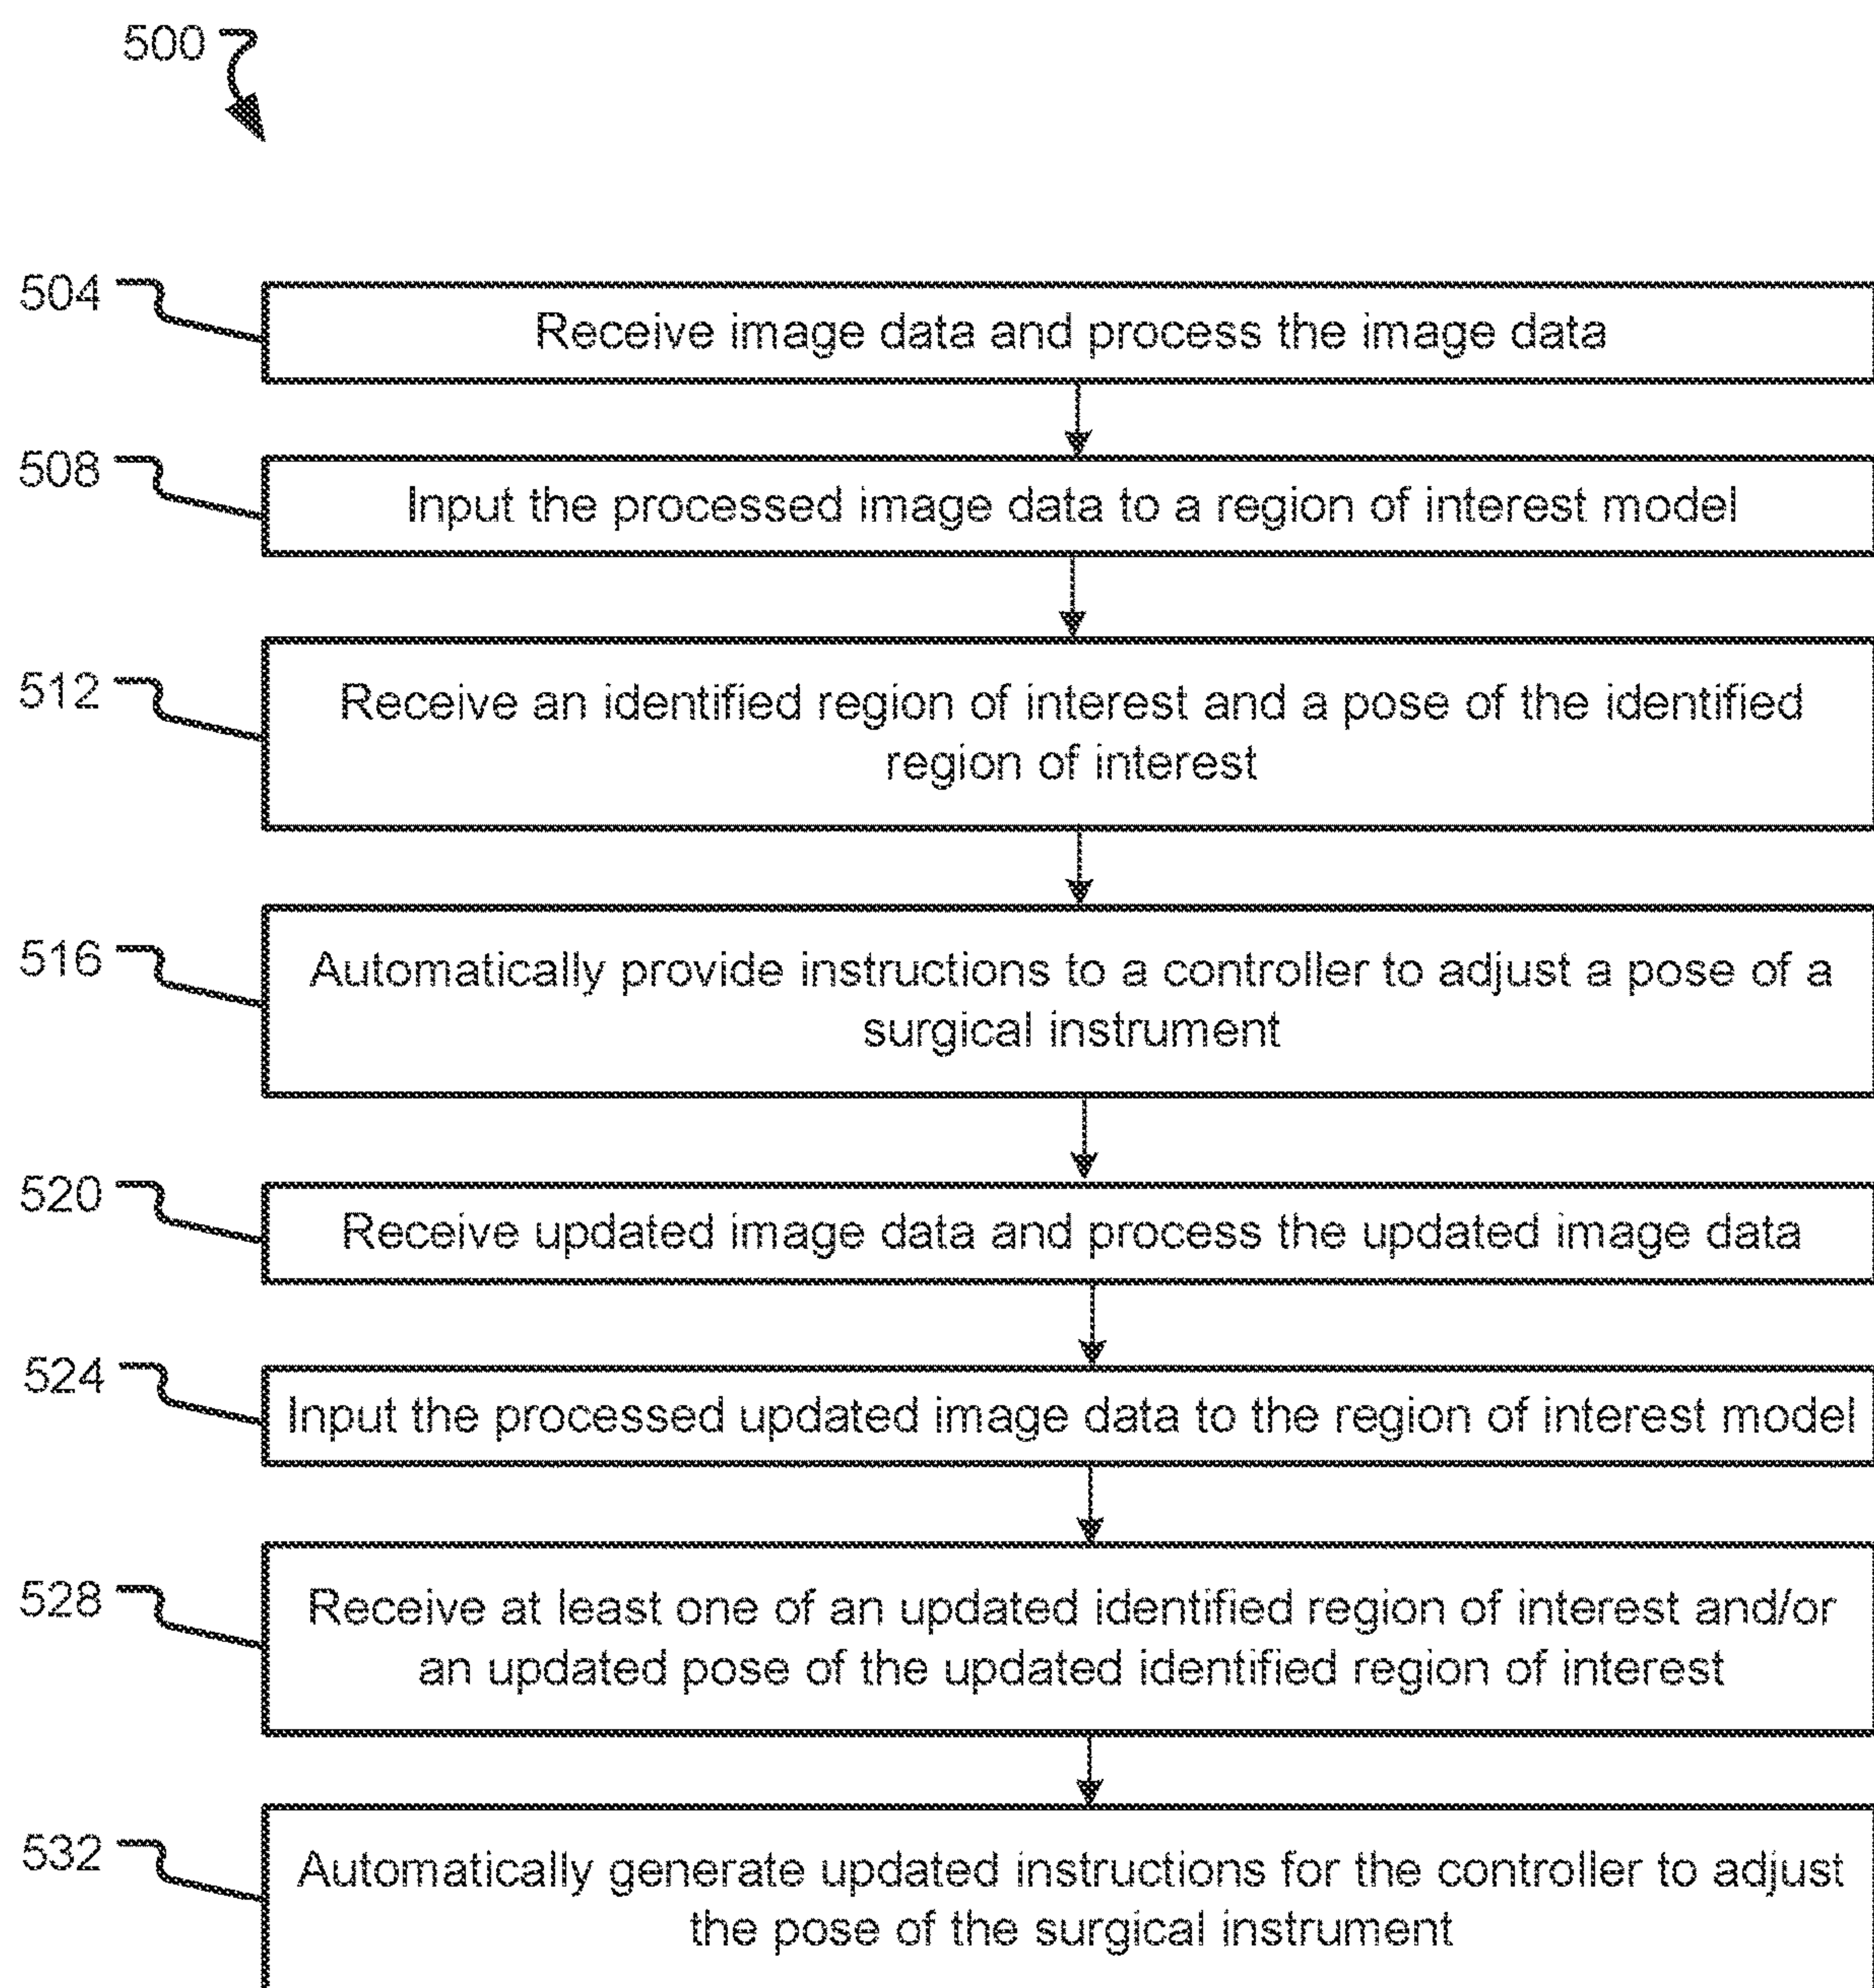 500
504
Receive image data and process the image data
508
Input the processed image data to a region of interest model
512
Receive an identified region of interest and a pose of the identified
region of interest
516
Automatically provide instructions to a controller to adjust a pose of a
surgical instrument
520
Receive updated image data and process the updated image data
524
Input the processed updated image data to the region of interest model
528
Receive at least one of an updated identified region of interest and/or
an updated pose of the updated identified region of interest
532
Automatically generate updated instructions for the controller to adjust
the pose of the surgical instrument